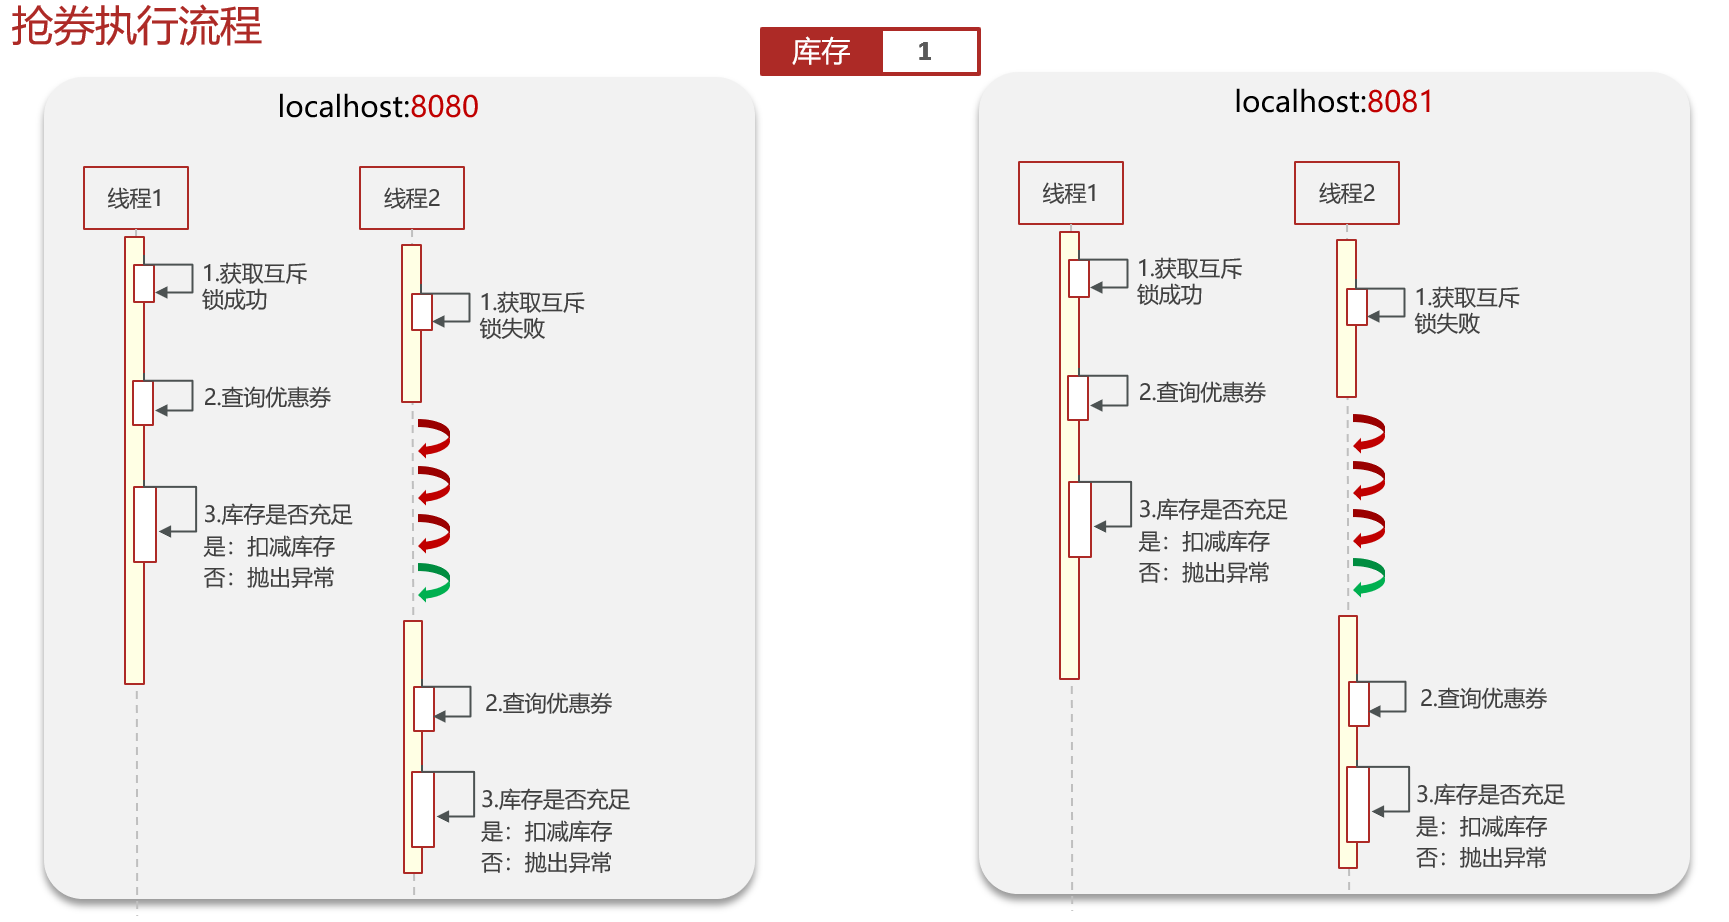 抢券执行流程
库存 1
localhost:8080
线程1
线程2
1.获取互斥
锁成功
1.获取互斥
锁失败
2.查询优惠券
3.库存是否充足
是：扣减库存
否：抛出异常
2.查询优惠券
3.库存是否充足
是：扣减库存
否：抛出异常
localhost:8081
线程1
线程2
1.获取互斥
锁成功
1.获取互斥
锁失败
2.查询优惠券
3.库存是否充足
是：扣减库存
否：抛出异常
2.查询优惠券
3.库存是否充足
是：扣减库存
否：抛出异常